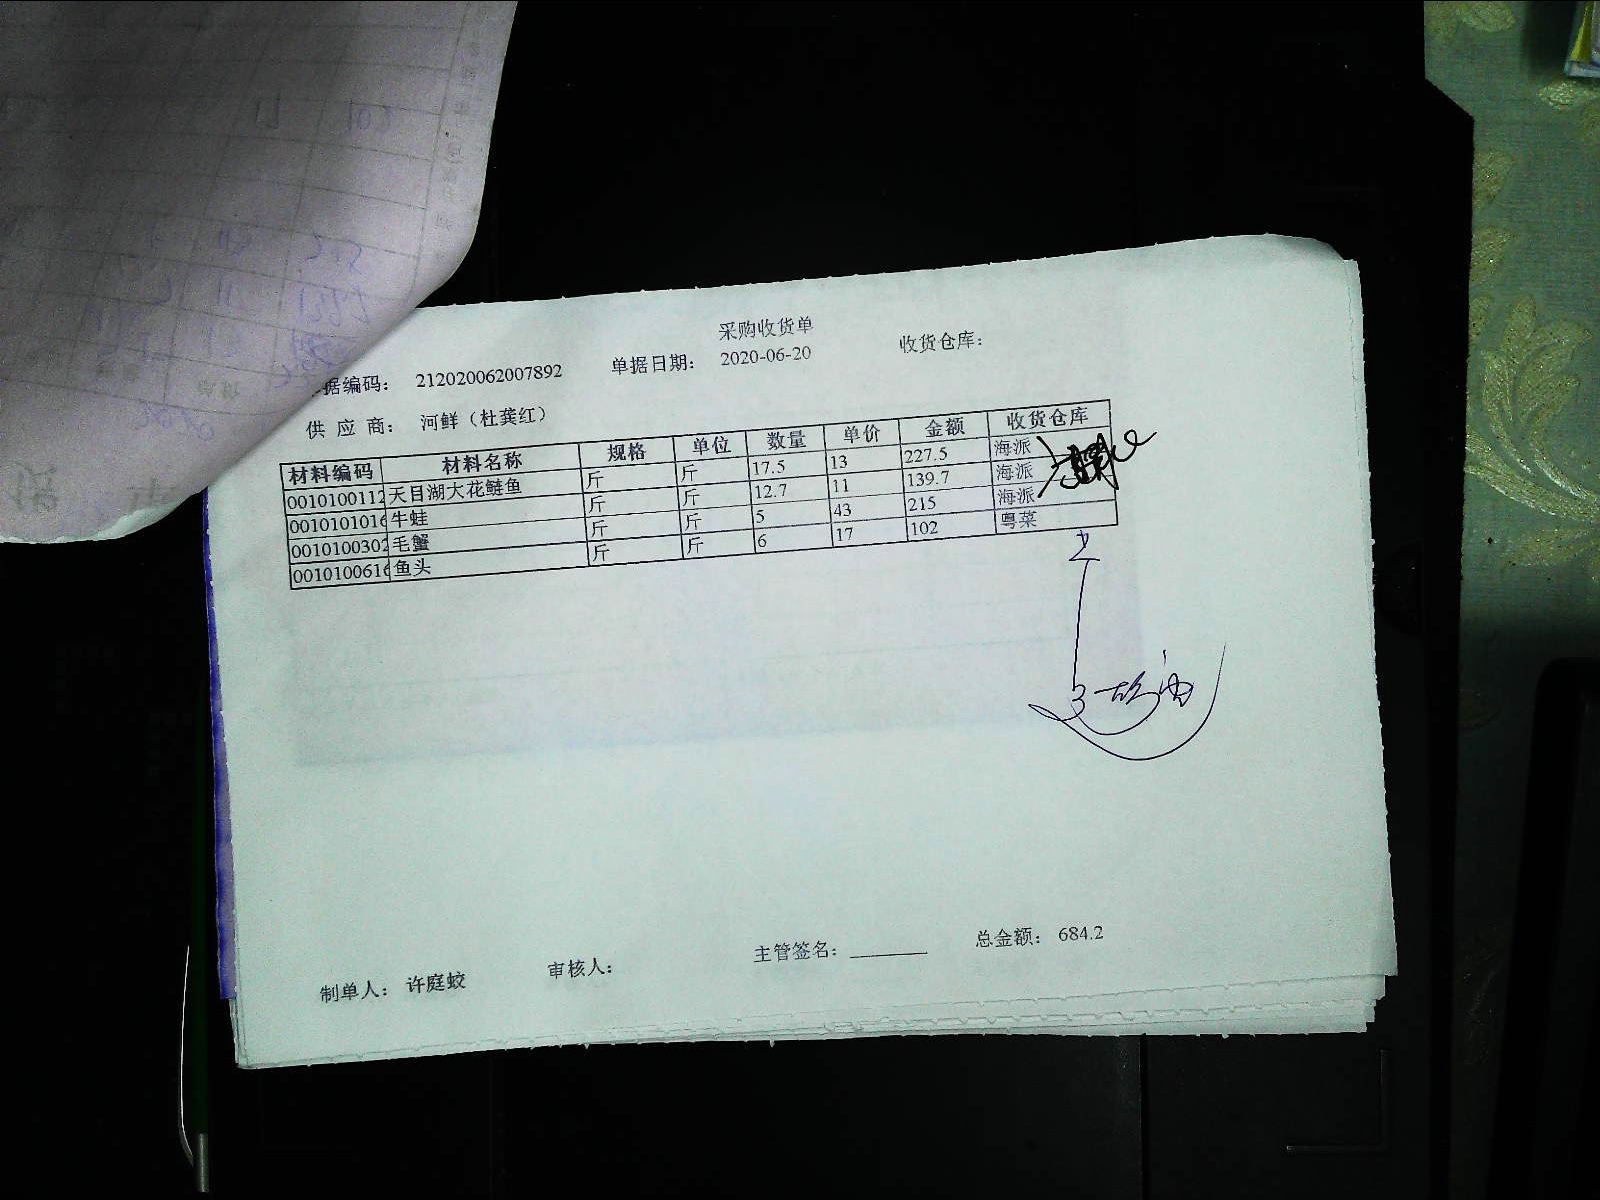 采购收货单
据编码： 212020062007892 单据日期： 2020-06-20 收货仓库：
供 应 商： 河鲜（杜龚红）
材料编码 材料名称 规格 单位 数量 单价 金额 收货仓库
0010100112 天目湖大花鲢鱼 斤 斤 17.5 13 227.5 海派
0010101016 牛蛙 斤 斤 12.7 11 139.7 海派
0010100302 毛蟹 斤 斤 5 43 215 海派
0010100616 鱼头 斤 斤 6 17 102 粤菜
制单人： 许庭蛟 审核人： 主管签名： 总金额： 684.2